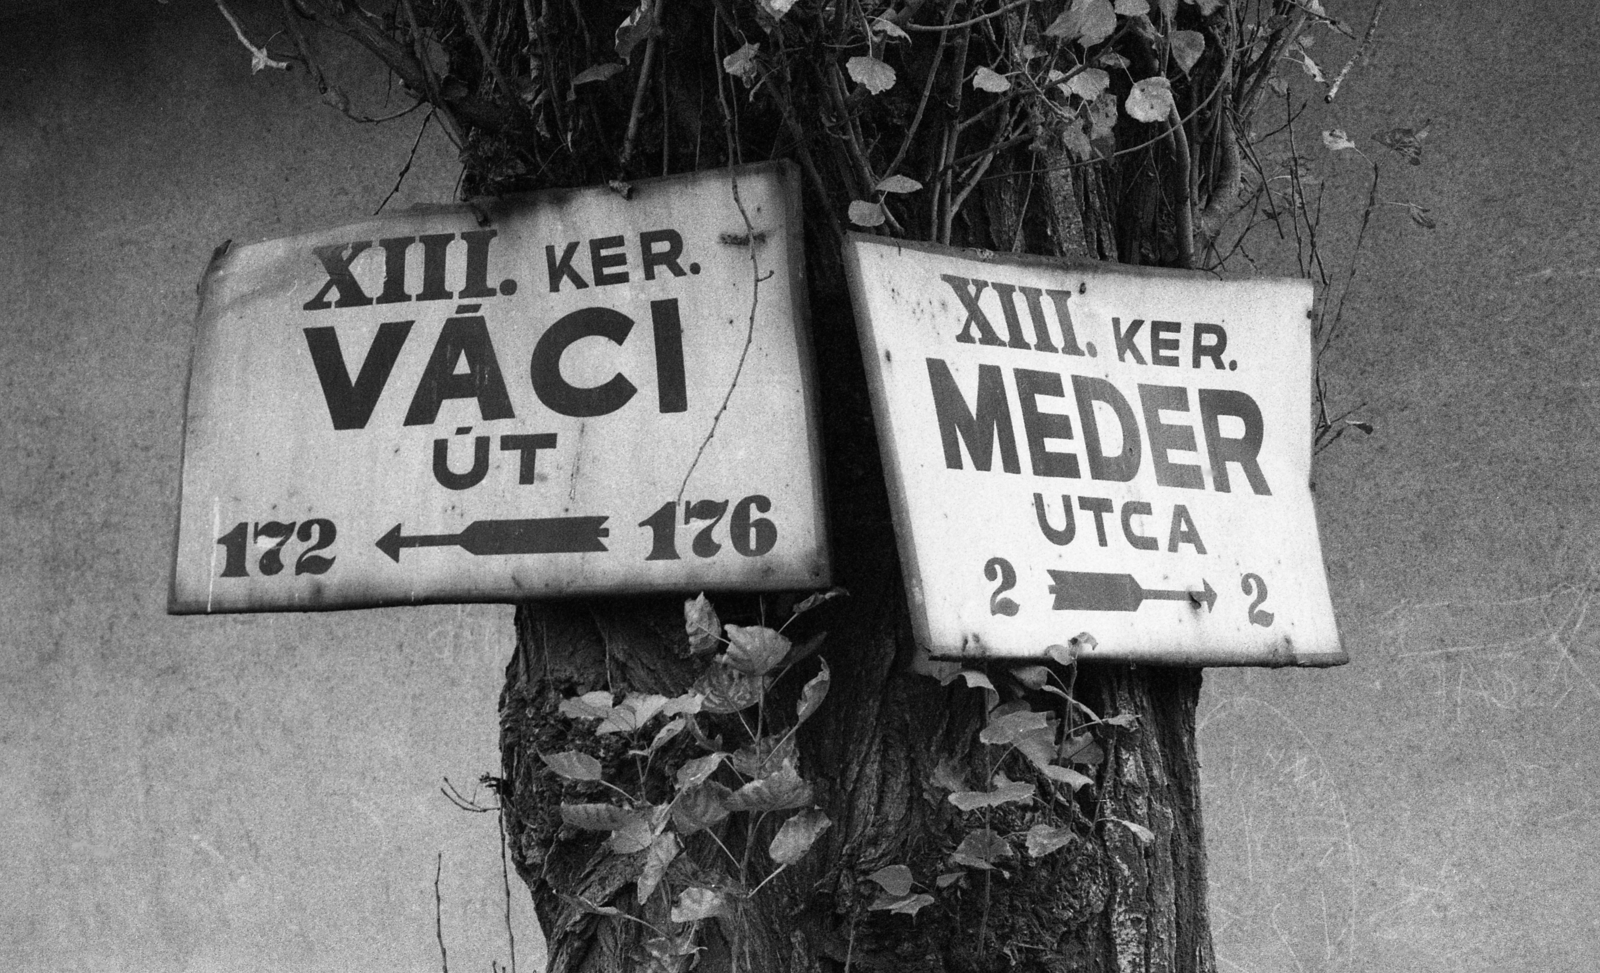 XIII. KER.
VÁCI
ÚT
172 176
XIII. KER.
MEDER
UTCA
2 2